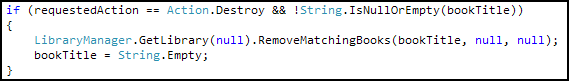 if (requestedAction == Action.Destroy && !String.IsNullOrEmpty(bookTitle))
{
    LibraryManager.GetLibrary(null).RemoveMatchingBooks(bookTitle, null, null);
    bookTitle = String.Empty;
}